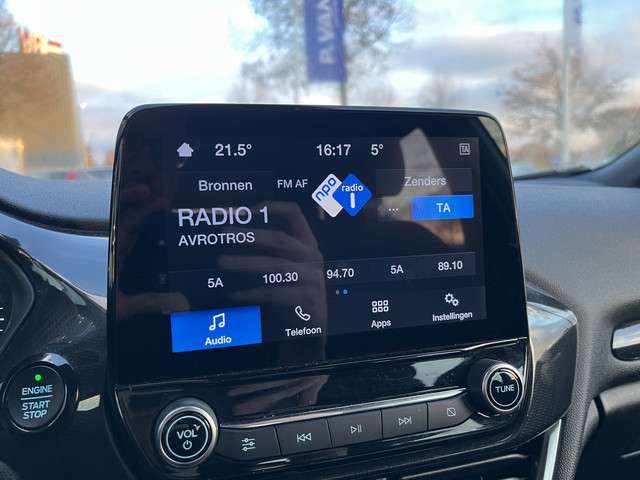 P. VAN
21.5° 16:17 5° TA
Bronnen FM AF npo radio 1 Zenders
RADIO 1 ... TA
AVROTROS
5A 100.30 94.70 5A 89.10
Audio Telefoon Apps Instellingen
ENGINE
START
STOP
VOL
TUNE